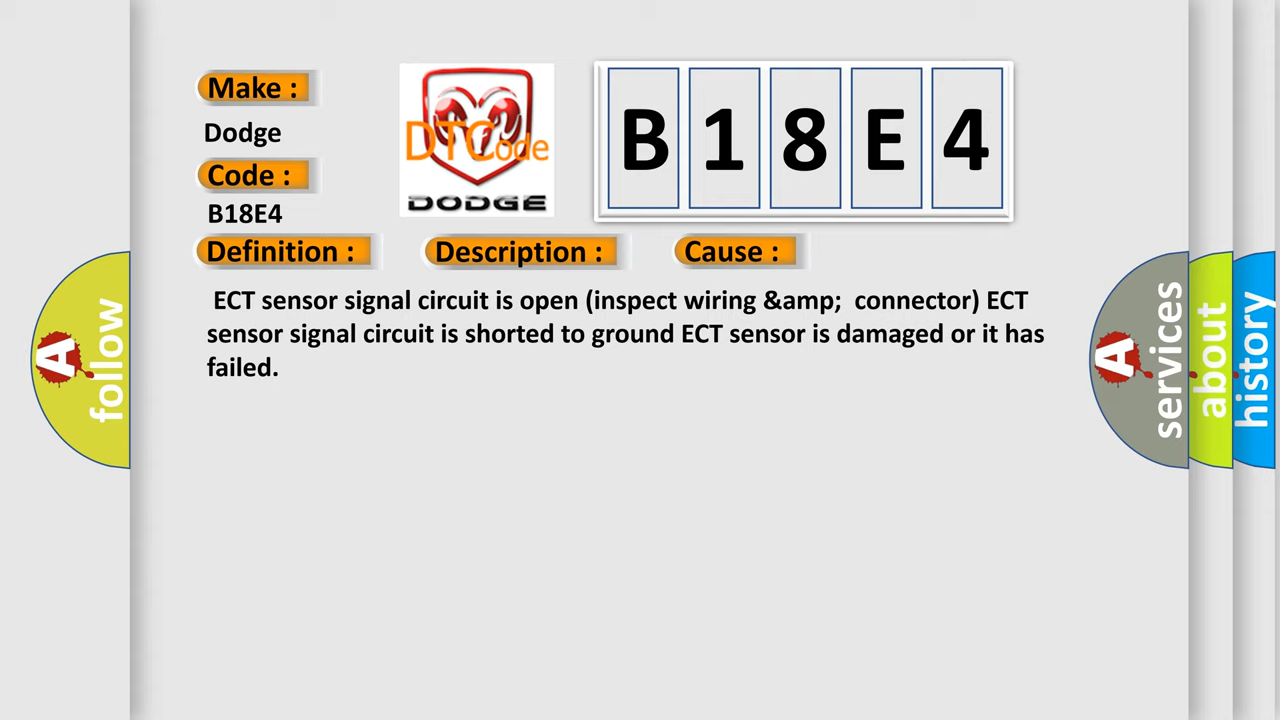 Make :
Dodge
Code :
B18E4
DTCode
DODGE
B 1 8 E 4
Definition :
Description :
Cause :
ECT sensor signal circuit is open (inspect wiring &amp;  connector) ECT
sensor signal circuit is shorted to ground ECT sensor is damaged or it has
failed.
A follow
A services
about
history